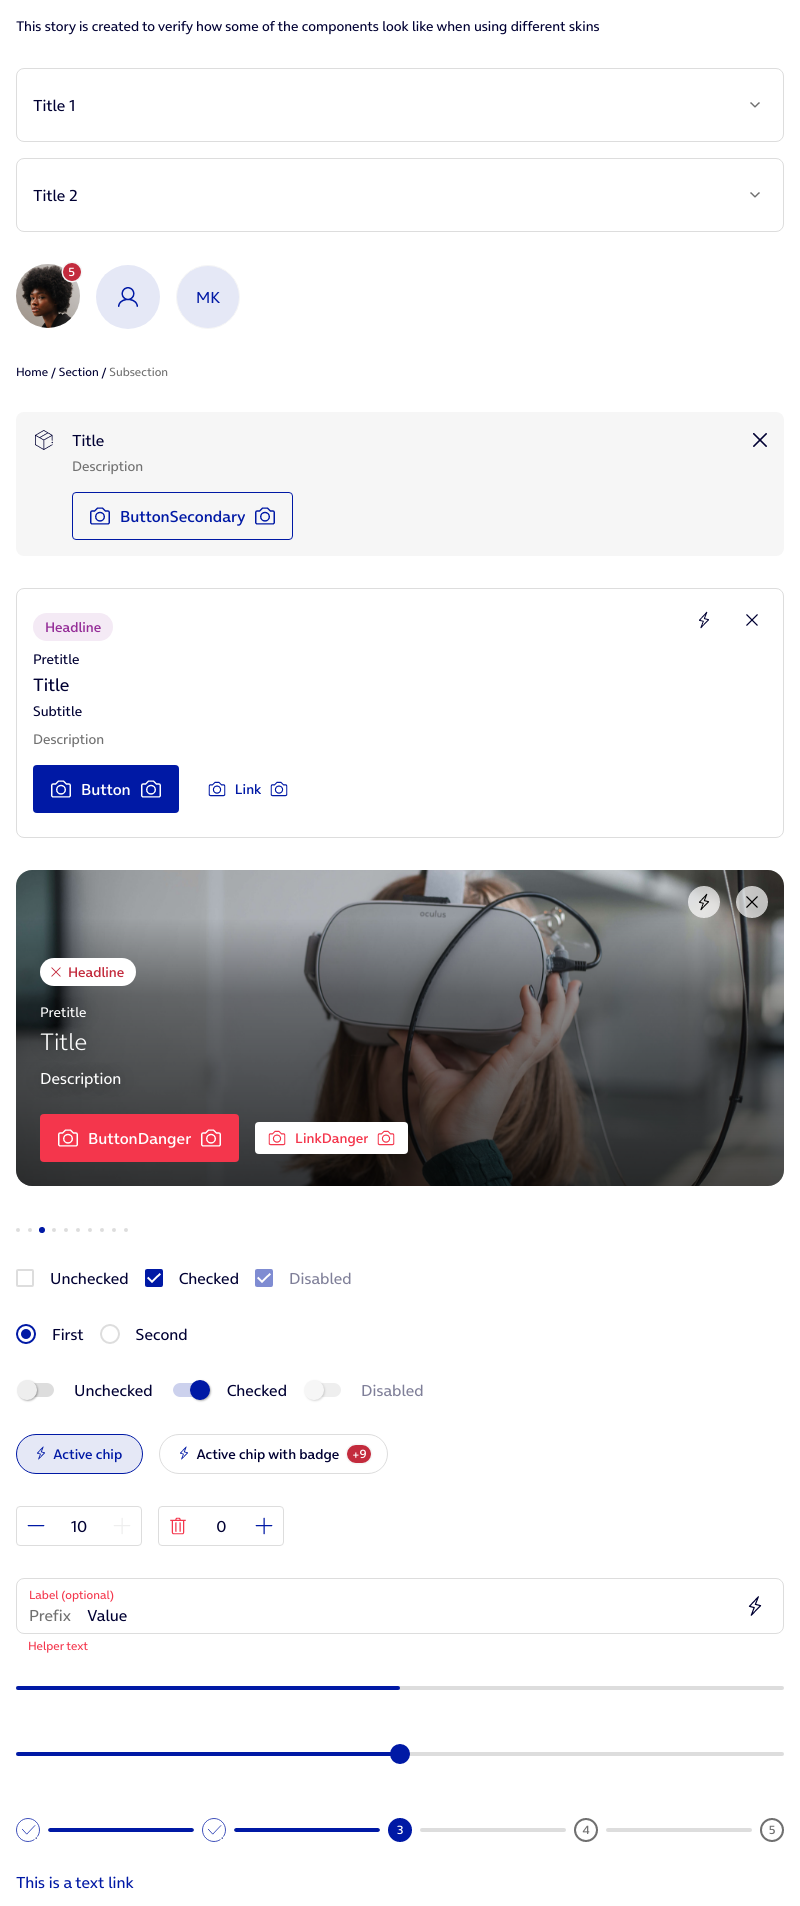 This story is created to verify how some of the components look like when using different skins
Title 1
Title 2
5
MK
Home / Section / Subsection
Title
Description
ButtonSecondary
Headline
Pretitle
Title
Subtitle
Description
Button
Link
oculus
Headline
Pretitle
Title
Description
ButtonDanger
LinkDanger
Unchecked Checked Disabled
First Second
Unchecked Checked Disabled
Active chip Active chip with badge +9
10 0
Label (optional)
Prefix Value
Helper text
3 4 5
This is a text link